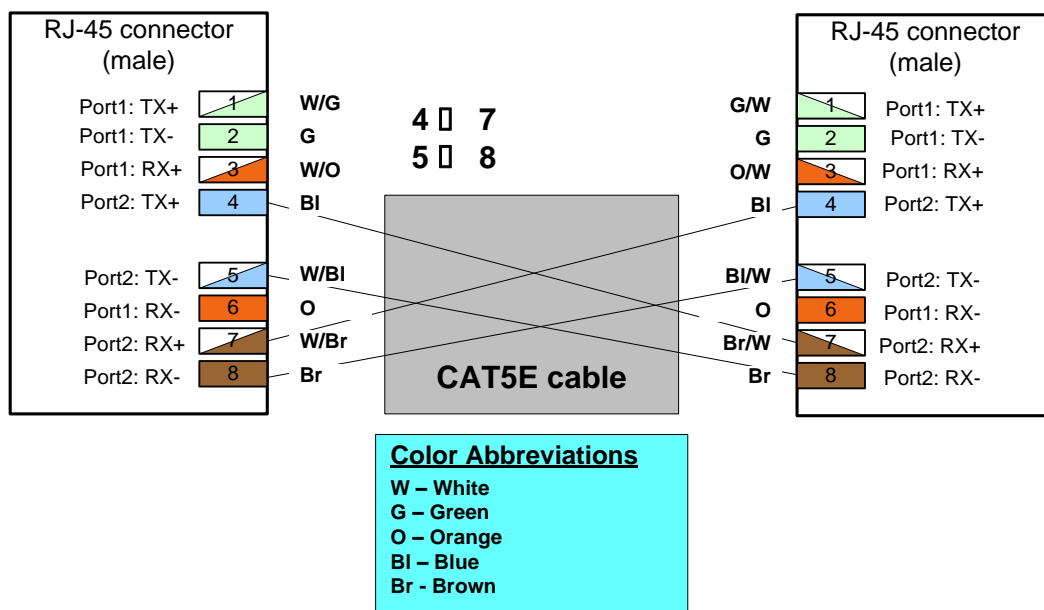 RJ-45 connector
(male)
Port1: TX+ 1 W/G
Port1: TX- 2 G
Port1: RX+ 3 W/O
Port2: TX+ 4 Bl
Port2: TX- 5 W/Bl
Port1: RX- 6 O
Port2: RX+ 7 W/Br
Port2: RX- 8 Br
4 ▯ 7
5 ▯ 8
CAT5E cable
RJ-45 connector
(male)
G/W 1 Port1: TX+
G 2 Port1: TX-
O/W 3 Port1: RX+
Bl 4 Port2: TX+
Bl/W 5 Port2: TX-
O 6 Port1: RX-
Br/W 7 Port2: RX+
Br 8 Port2: RX-
Color Abbreviations
W – White
G – Green
O – Orange
Bl – Blue
Br - Brown